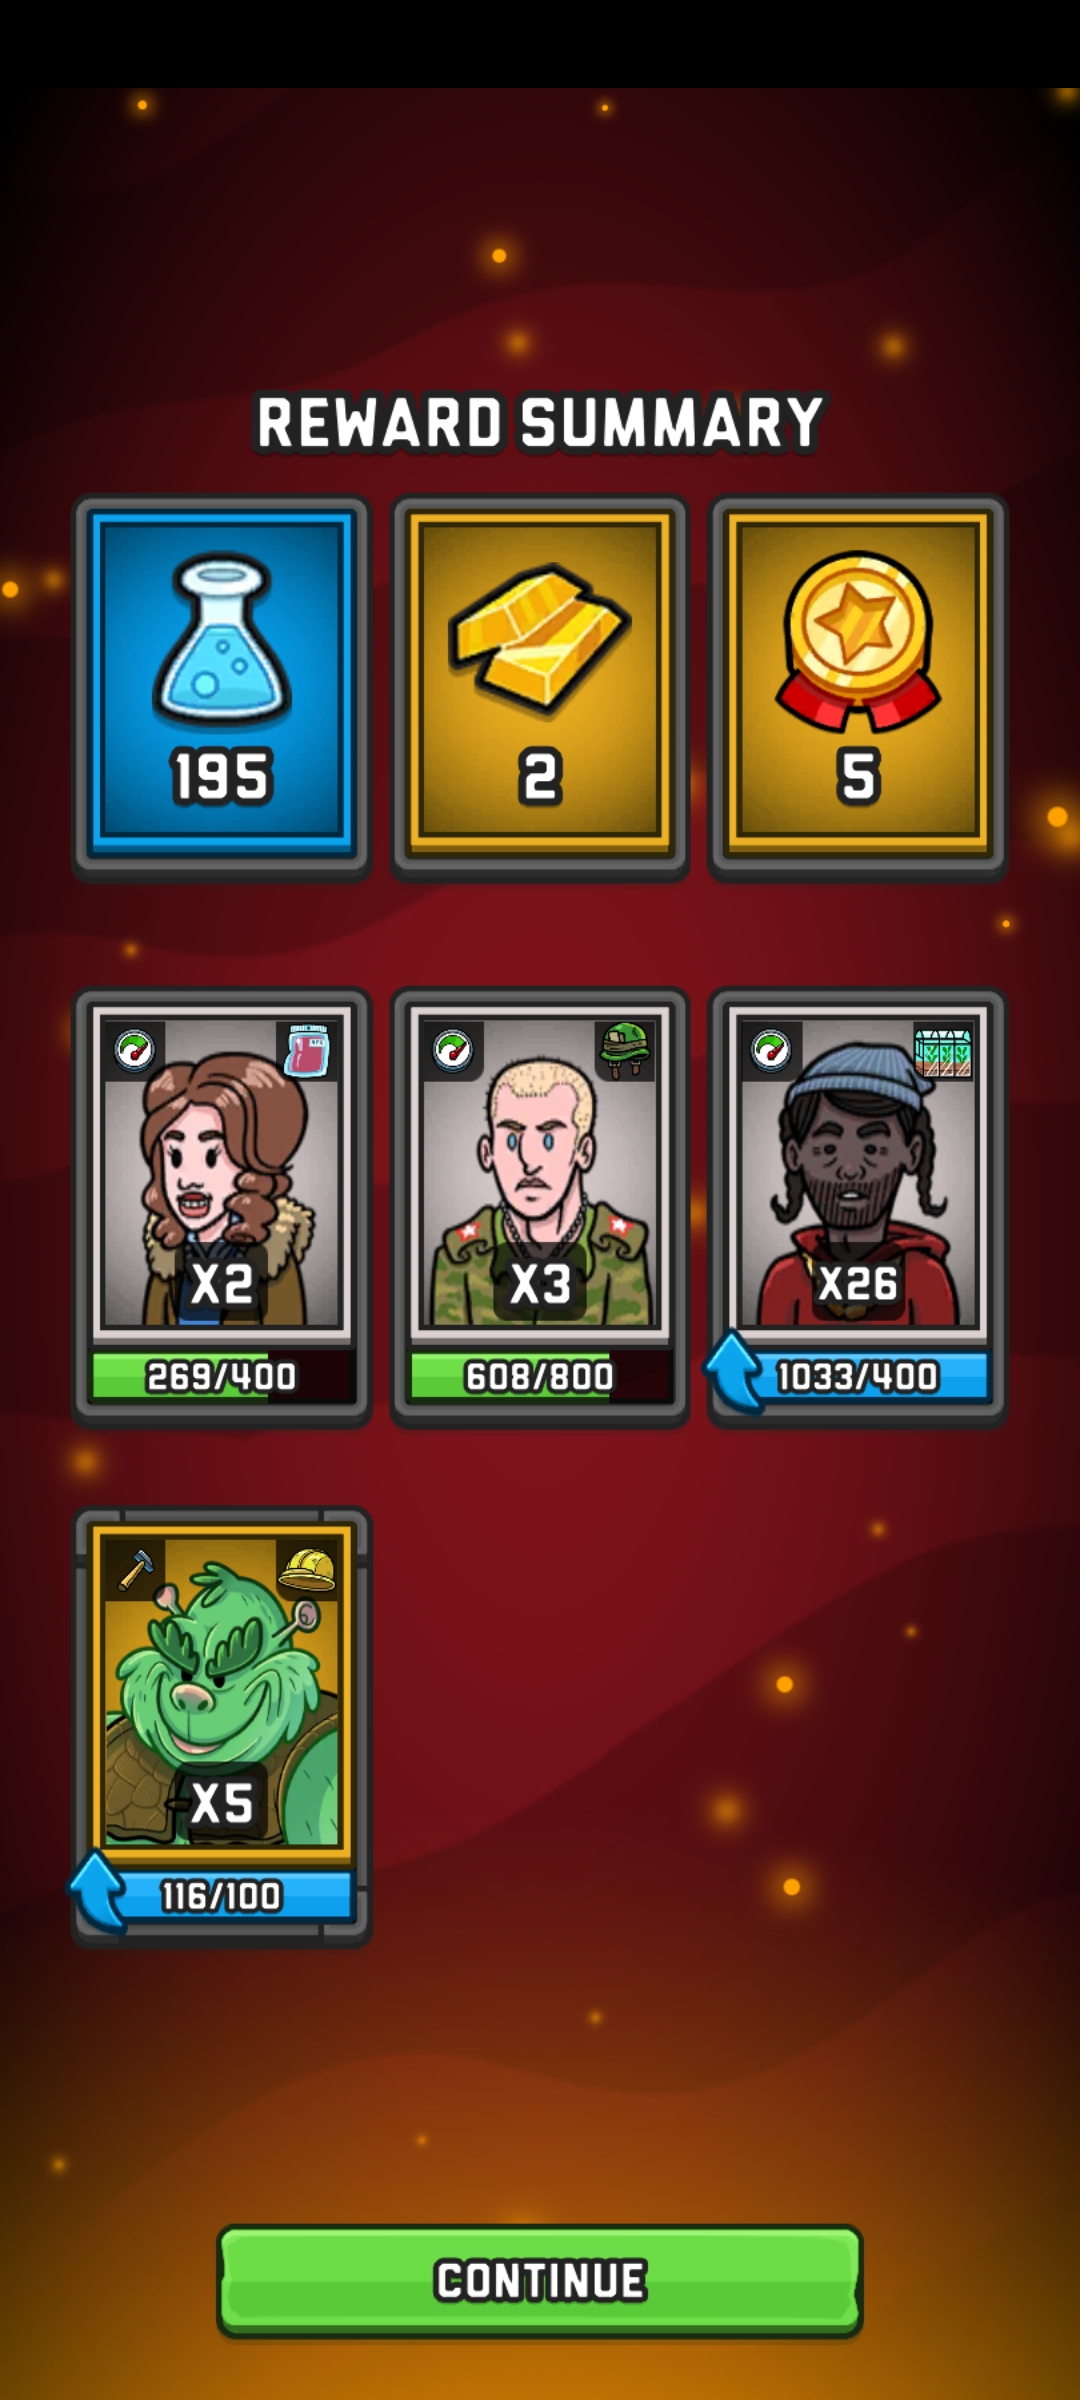 REWARD SUMMARY
195
2
5
X2
X3
X26
269/400
608/800
1033/400
X5
116/100
CONTINUE